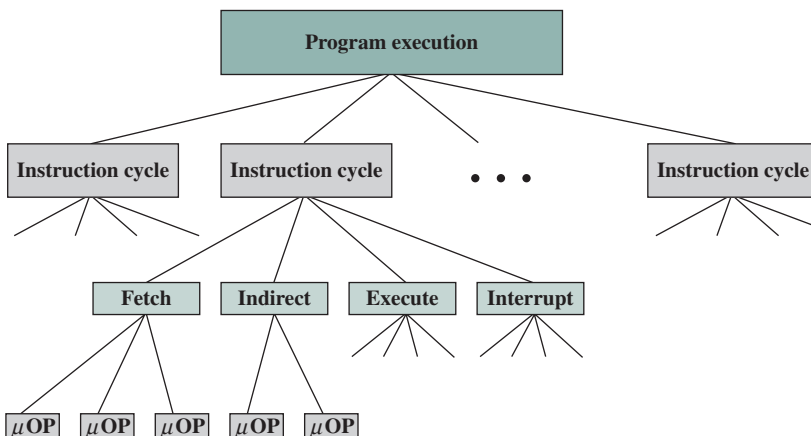 Program execution
Instruction cycle
Instruction cycle
• • •
Instruction cycle
Fetch
Indirect
Execute
Interrupt
μOP
μOP
μOP
μOP
μOP